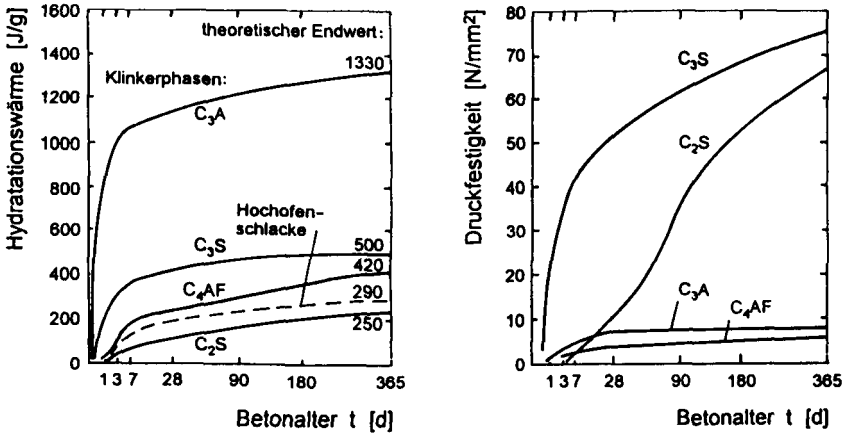 Hydratationswärme [J/g]
1600
1400
1200
1000
800
600
400
200
0
theoretischer Endwert:
1330
Klinkerphasen:
C₃A
Hochofen-
schlacke
C₃S
500
420
C₄AF
290
250
C₂S
1 3 7 28 90 180 365
Betonalter t [d]
Druckfestigkeit [N/mm²]
80
70
60
50
40
30
20
10
0
C₃S
C₂S
C₃A
C₄AF
1 3 7 28 90 180 365
Betonalter t [d]